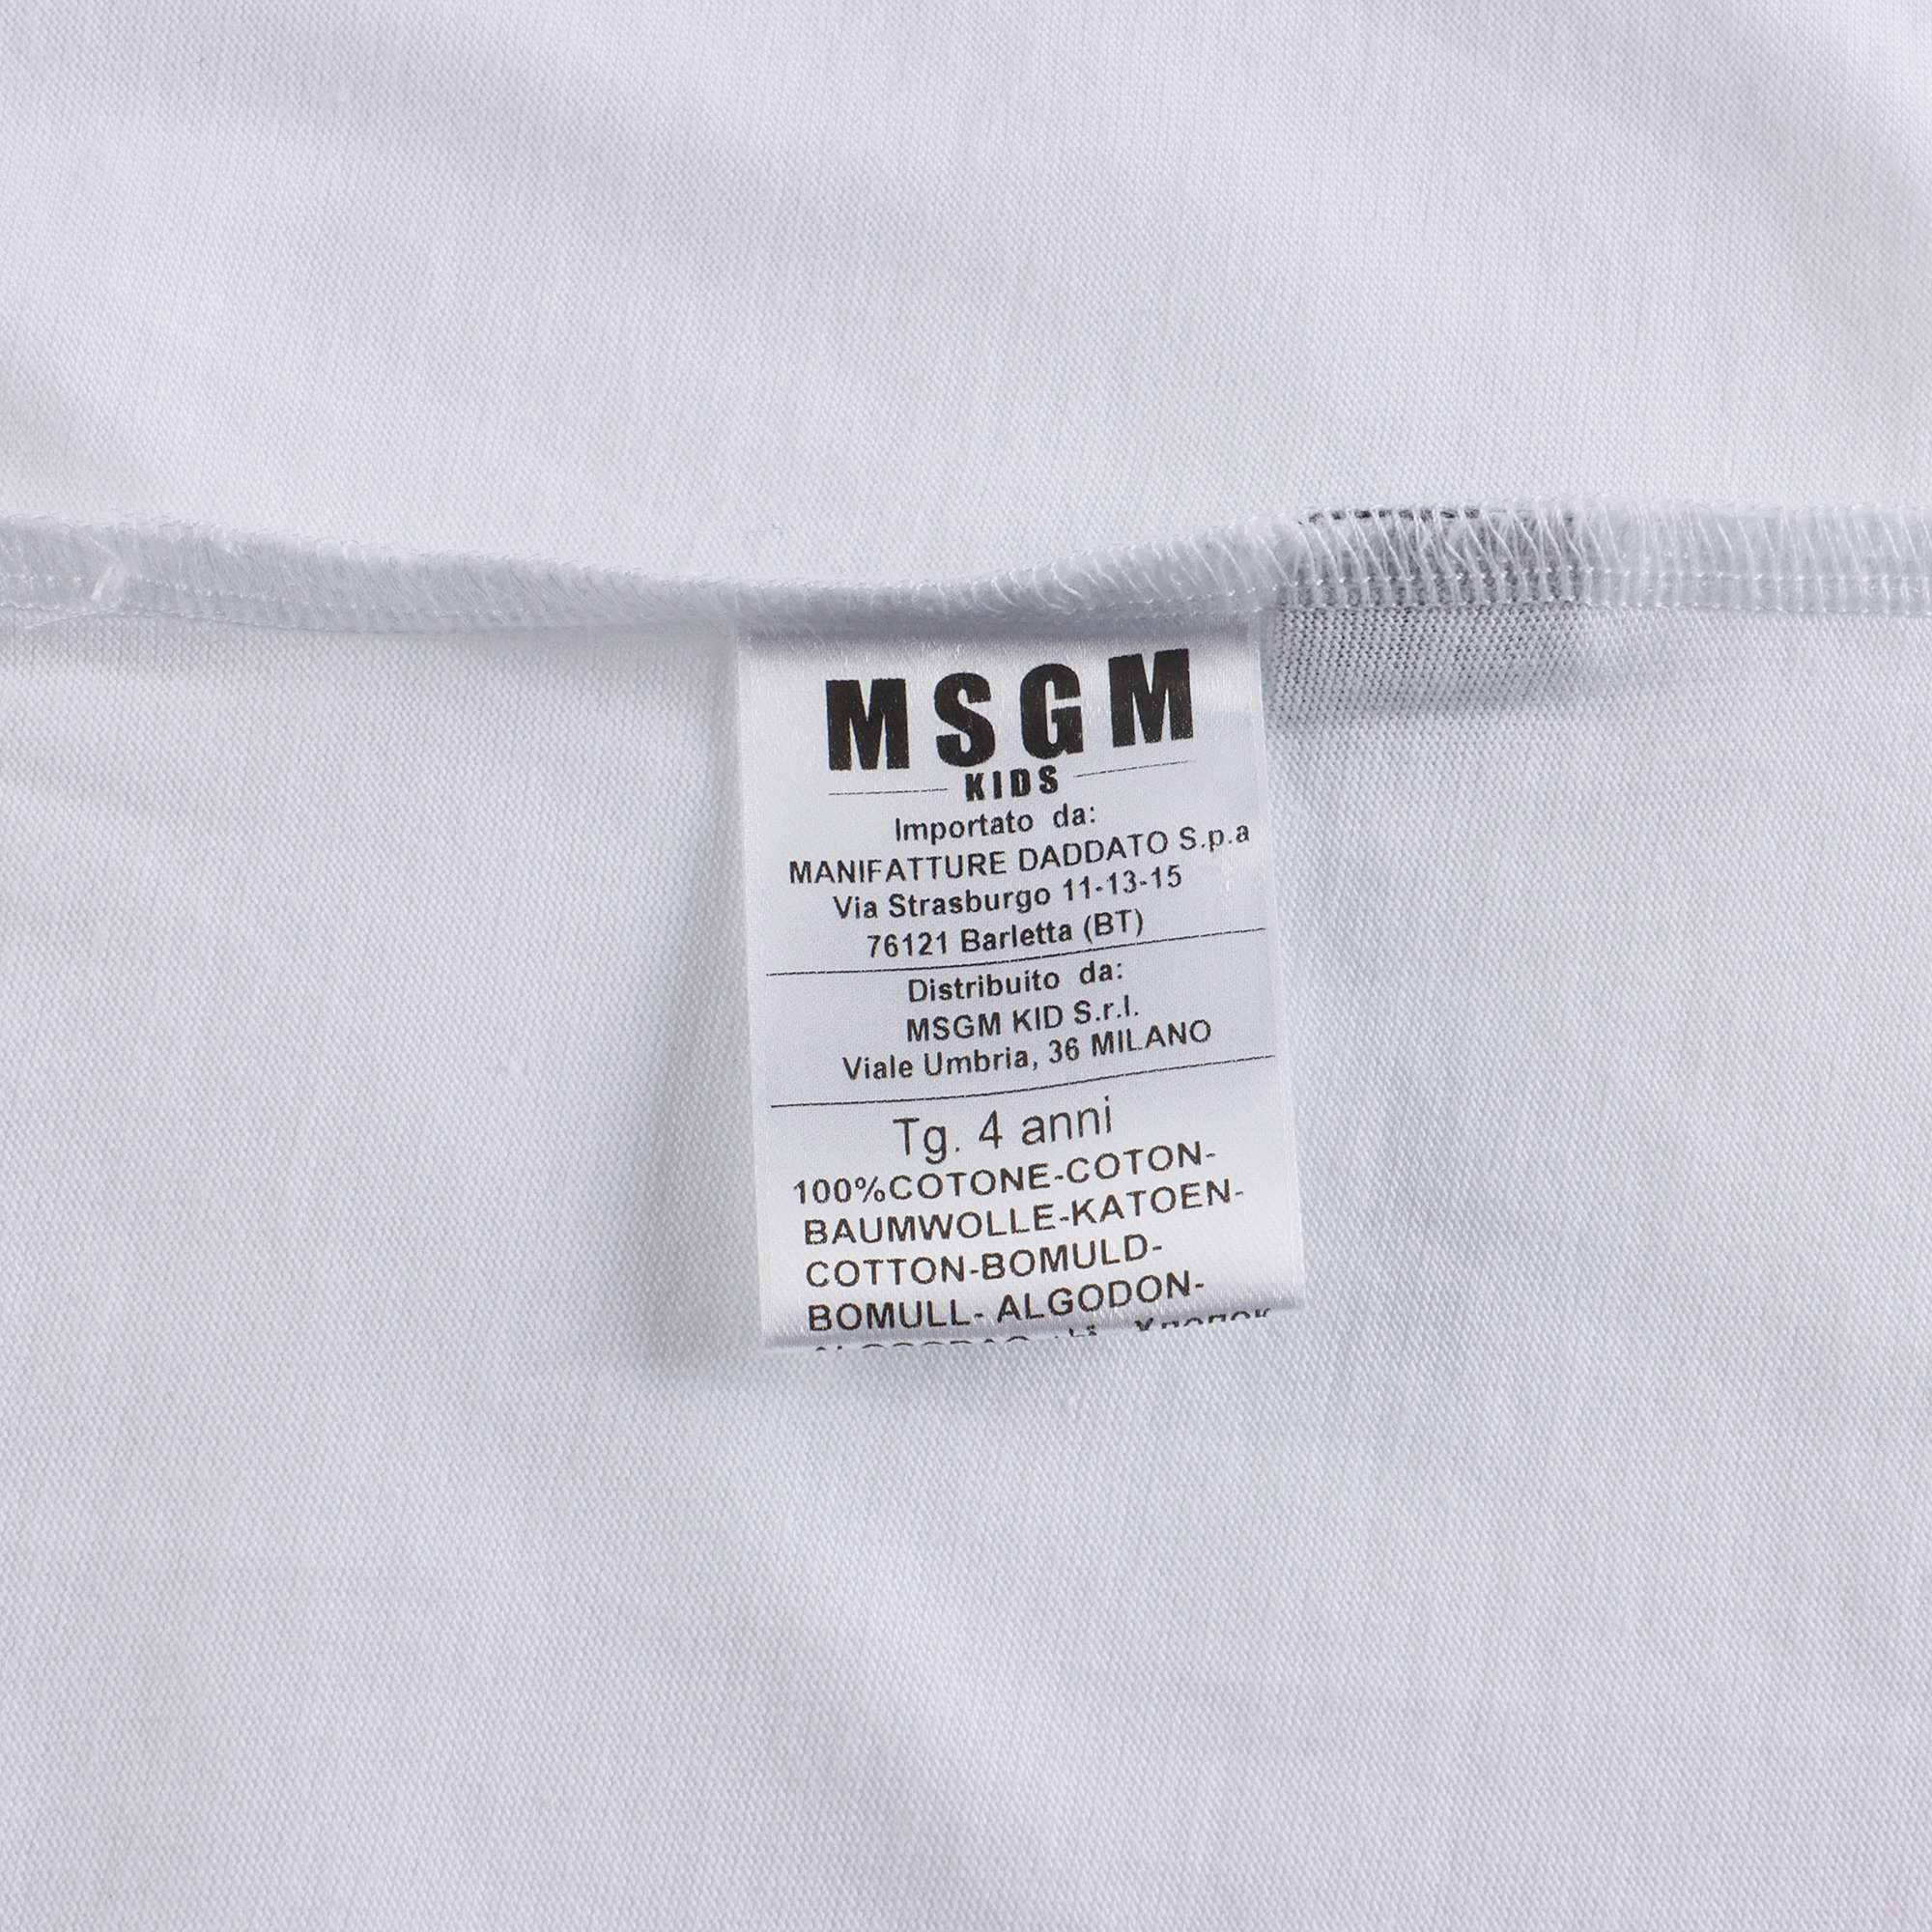 MSGM
KIDS
Importato da:
MANIFATTURE DADDATO S.p.a
Via Strasburgo 11-13-15
76121 Barletta (BT)
Distribuito da:
MSGM KID S.r.l.
Viale Umbria, 36 MILANO
Tg. 4 anni
100%COTONE-COTON-
BAUMWOLLE-KATOEN-
COTTON-BOMULD-
BOMULL- ALGODON-